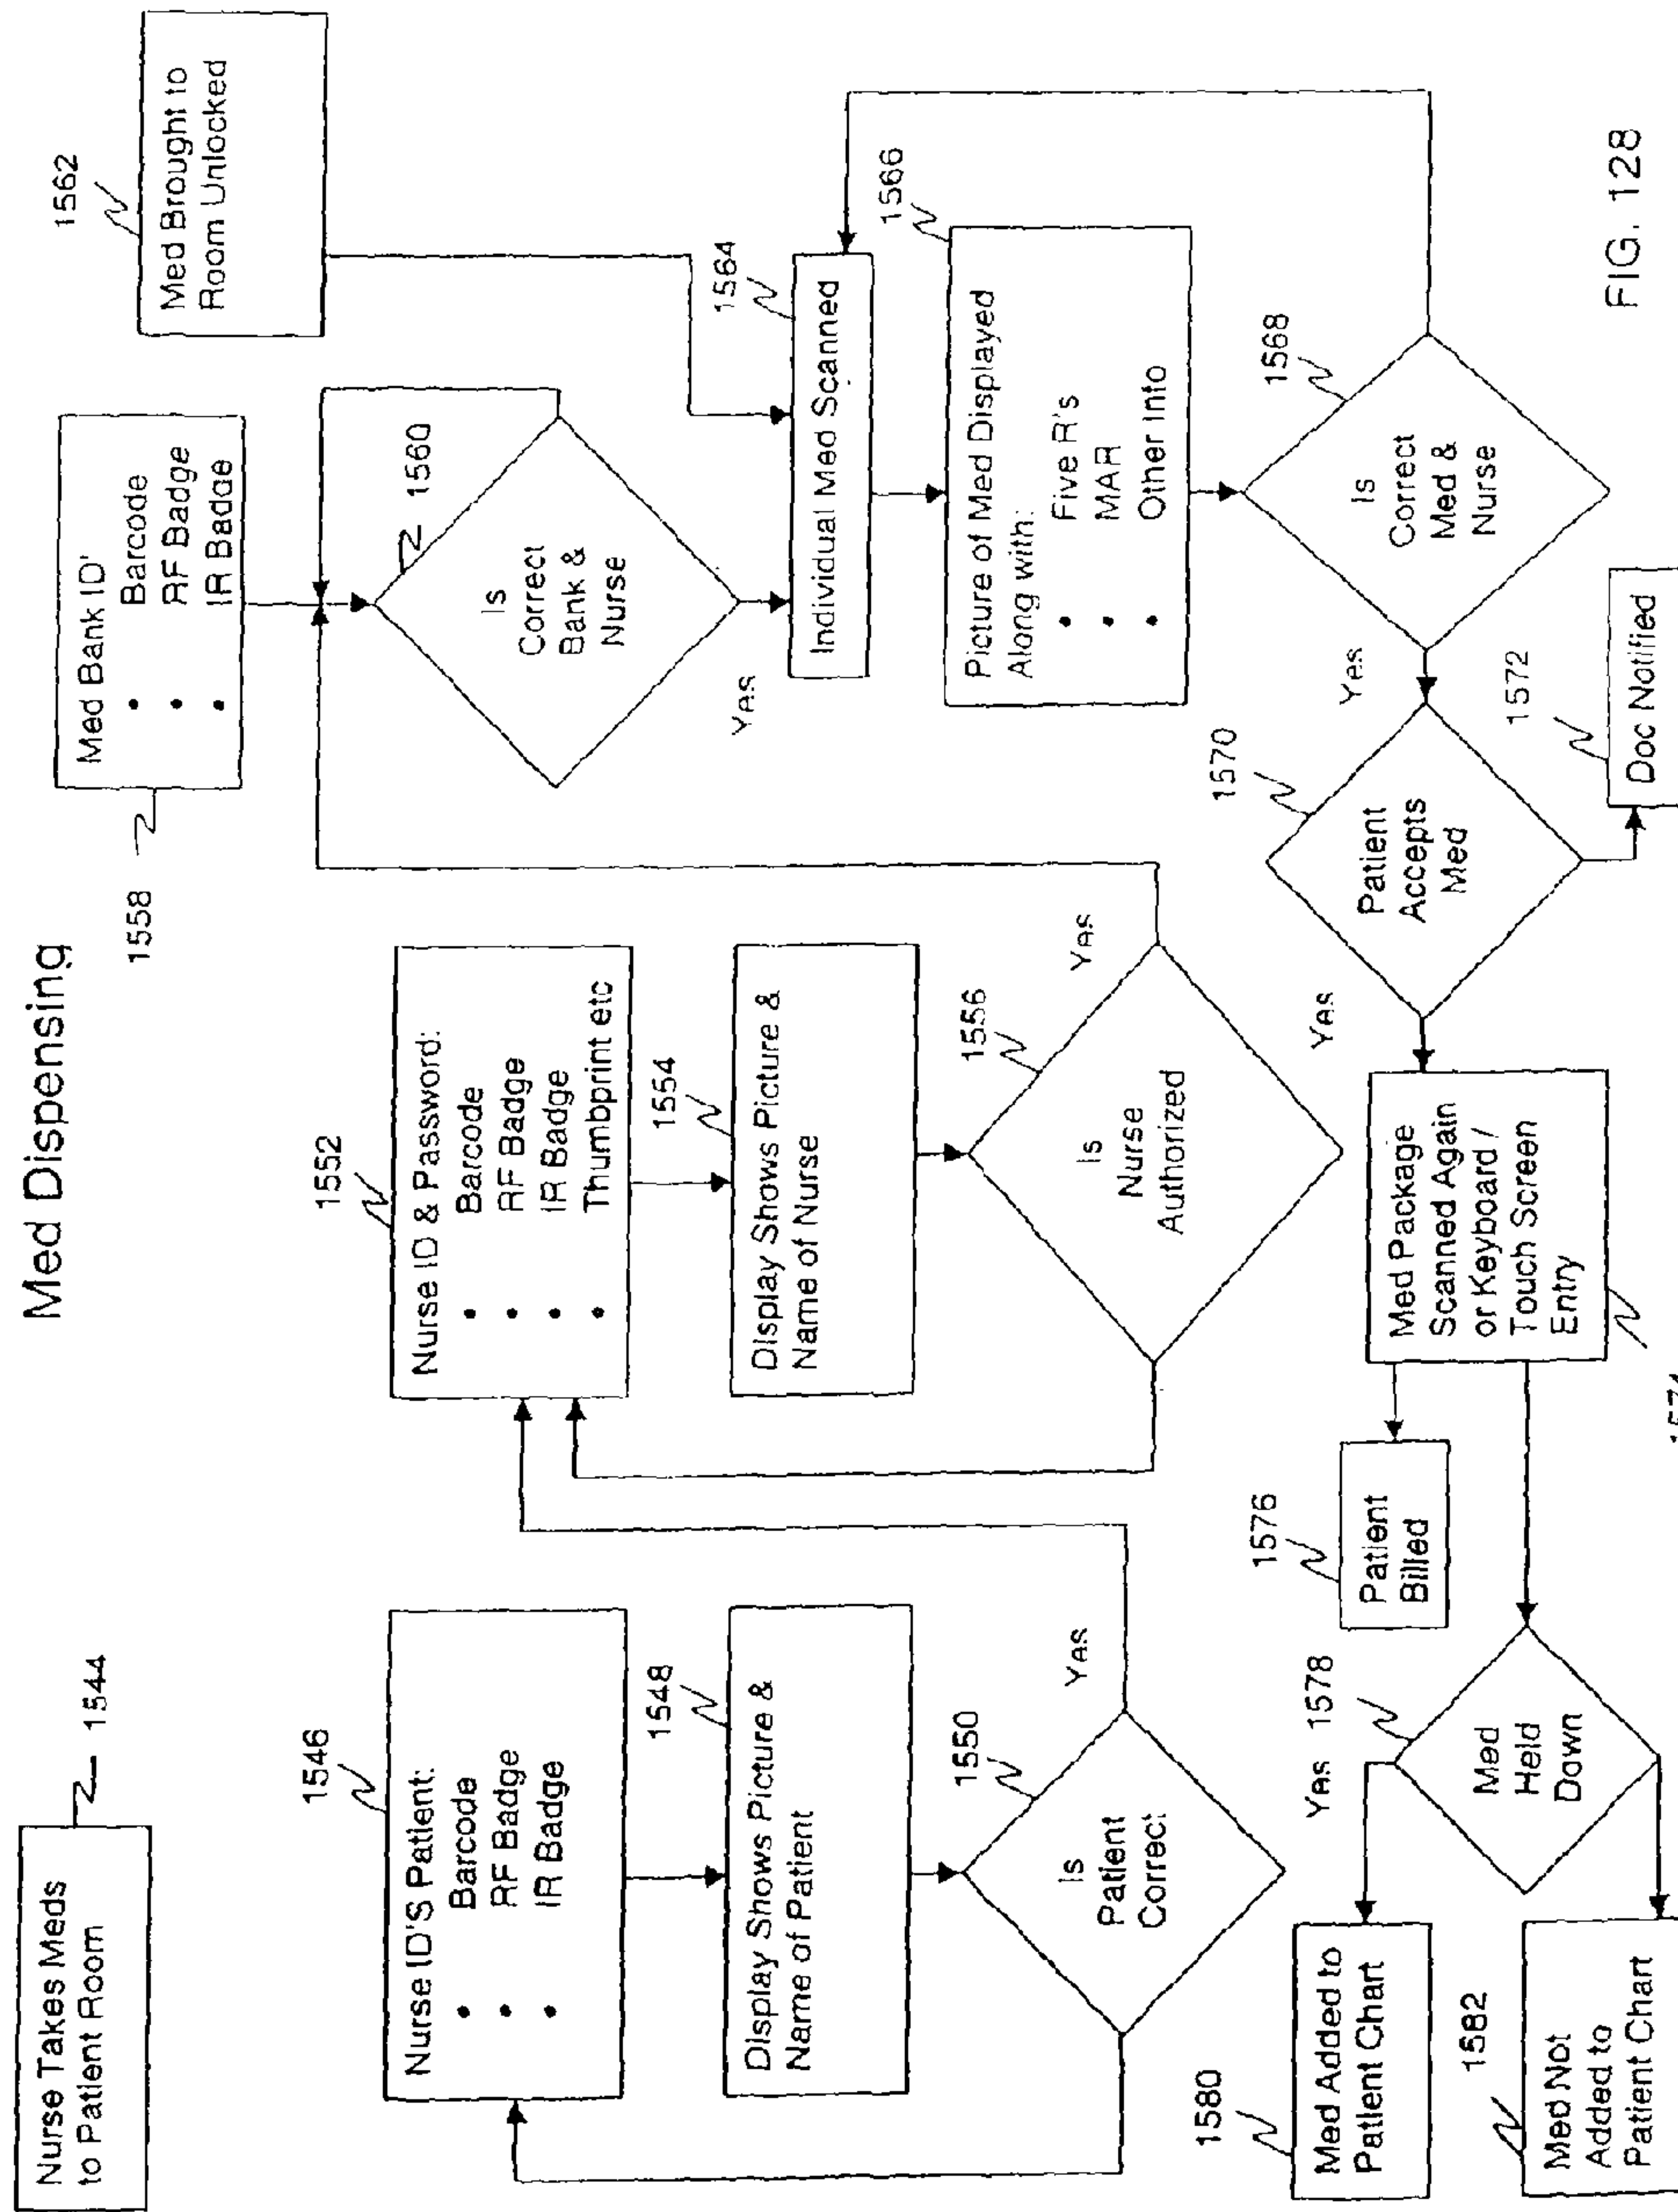 Med Dispensing
Nurse Takes Meds
to Patient Room
1544
1546
Nurse ID'S Patient:
• Barcode
• RF Badge
• IR Badge
1548
Display Shows Picture &
Name of Patient
1550
Is
Patient
Correct
Yes
1552
Nurse ID & Password:
• Barcode
• RF Badge
• IR Badge
• Thumbprint etc
1554
Display Shows Picture &
Name of Nurse
1556
Is
Nurse
Authorized
Yes
1558
Med Bank ID'
• Barcode
• RF Badge
• IR Badge
1560
Is
Correct
Bank &
Nurse
Yes
1562
Med Brought to
Room Unlocked
1564
Individual Med Scanned
1566
Picture of Med Displayed
Along with:
• Five R's
• MAR
• Other Into
1568
Is
Correct
Med &
Nurse
Yes
1570
Patient
Accepts
Med
Yes
1572
Doc Notified
Med Package
Scanned Again
or Keyboard /
Touch Screen
Entry
1574
1576
Patient
Billed
1578
Med
Held
Down
Yes
1580
Med Added to
Patient Chart
1582
Med Not
Added to
Patient Chart
FIG. 128